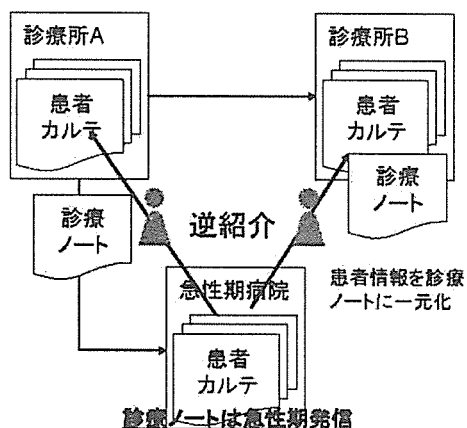 診療所A
患者
カルテ
診療
ノート
診療所B
患者
カルテ
診療
ノート
逆紹介
患者情報を診療
ノートに一元化
急性期病院
患者
カルテ
診療ノートは急性期発信